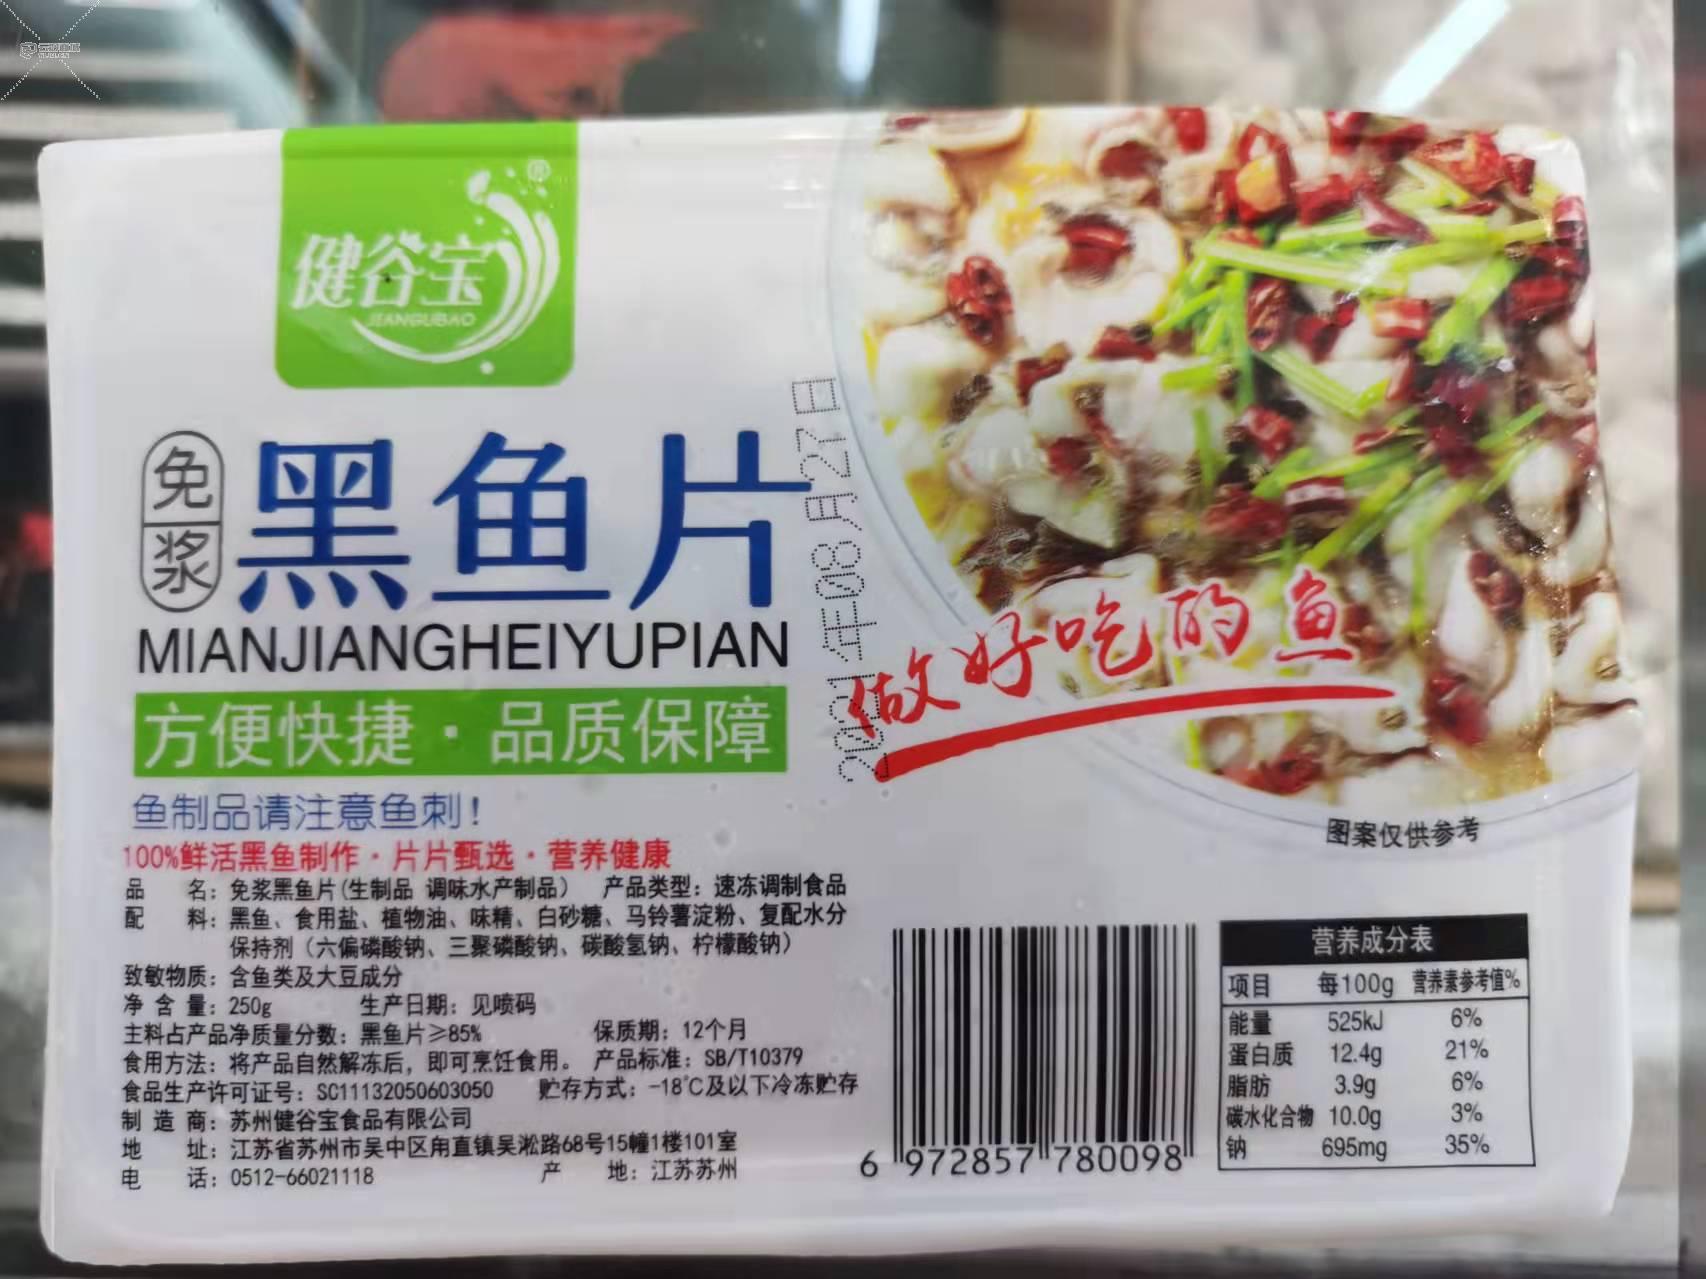 健谷宝®
JIANGUBAO
免浆
黑鱼片
MIANJIANGHEIYUPIAN
方便快捷·品质保障
2021年08月27日
做好吃的鱼
图案仅供参考
鱼制品请注意鱼刺！
100%鲜活黑鱼制作·片片甄选·营养健康
品 名：免浆黑鱼片（生制品 调味水产制品） 产品类型：速冻调制食品
配 料：黑鱼、食用盐、植物油、味精、白砂糖、马铃薯淀粉、复配水分
保持剂（六偏磷酸钠、三聚磷酸钠、碳酸氢钠、柠檬酸钠）
致敏物质：含鱼类及大豆成分
净含量：250g 生产日期：见喷码
主料占产品净质量分数：黑鱼片≥85% 保质期：12个月
食用方法：将产品自然解冻后，即可烹饪食用。 产品标准：SB/T10379
食品生产许可证号：SC11132050603050 贮存方式：-18℃及以下冷冻贮存
制造商：苏州健谷宝食品有限公司
地 址：江苏省苏州市吴中区甪直镇吴淞路68号15幢1楼101室
电 话：0512-66021118 产 地：江苏苏州
6 972857 780098
营养成分表
项目 每100g 营养素参考值%
能量 525kJ 6%
蛋白质 12.4g 21%
脂肪 3.9g 6%
碳水化合物 10.0g 3%
钠 695mg 35%